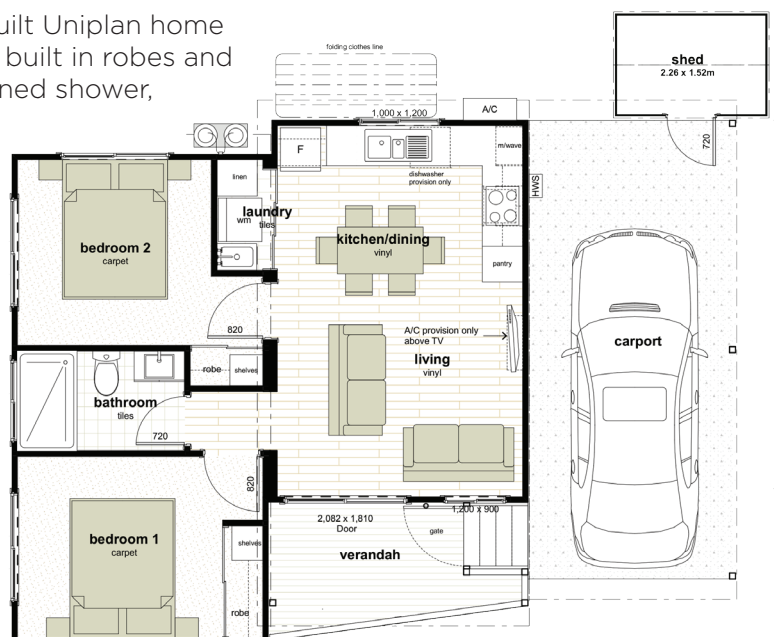 uilt Uniplan home
built in robes and
ned shower,
folding clothes line
shed
2.26 x 1.52m
A/C
1,000 x 1,200
720
F
m/wave
dishwasher
provision only
HWS
linen
wm
laundry
tiles
kitchen/dining
vinyl
bedroom 2
carpet
pantry
820
A/C provision only
above TV
carport
living
vinyl
robe
shelves
bathroom
tiles
720
820
2,082 x 1,810
Door
1,200 x 900
gate
verandah
bedroom 1
carpet
shelves
robe